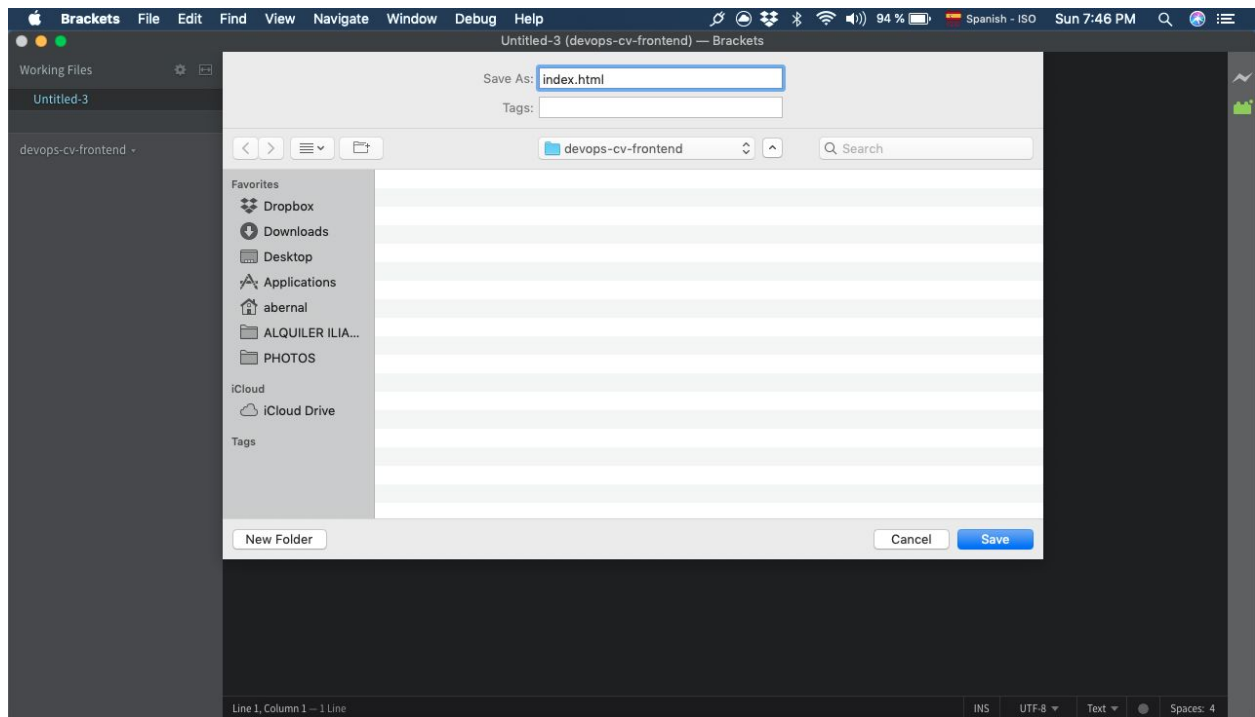 Brackets File Edit Find View Navigate Window Debug Help 94 % Spanish - ISO Sun 7:46 PM
Untitled-3 (devops-cv-frontend) — Brackets
Working Files
Untitled-3
devops-cv-frontend
Save As: index.html
Tags:
devops-cv-frontend Search
Favorites
Dropbox
Downloads
Desktop
Applications
abernal
ALQUILER ILIA...
PHOTOS
iCloud
iCloud Drive
Tags
New Folder Cancel Save
Line 1, Column 1 — 1 Line INS UTF-8 Text Spaces: 4